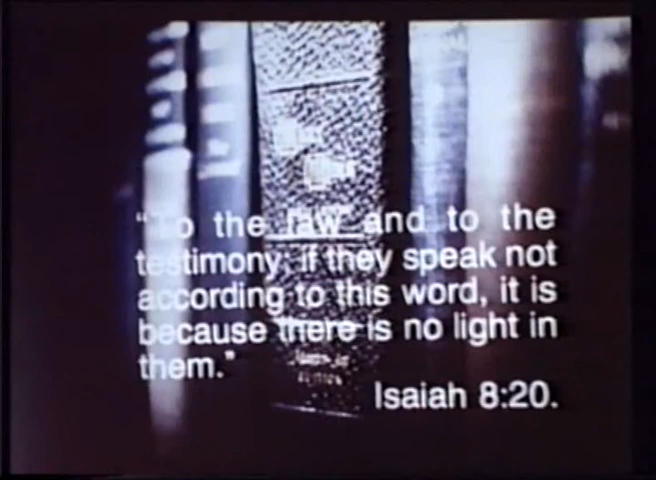 "To the law and to the
testimony; if they speak not
according to this word, it is
because there is no light in
them."
Isaiah 8:20.